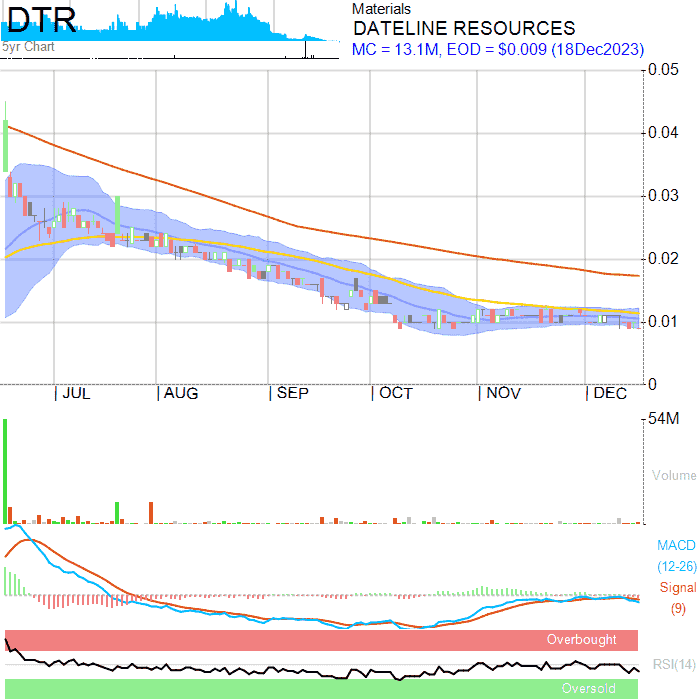 DTR
5yr Chart
Materials
DATELINE RESOURCES
MC = 13.1M, EOD = $0.009 (18Dec2023)
0.05
0.04
0.03
0.02
0.01
0
JUL AUG SEP OCT NOV DEC
54M
Volume
MACD
(12-26)
Signal
(9)
Overbought
RSI(14)
Oversold